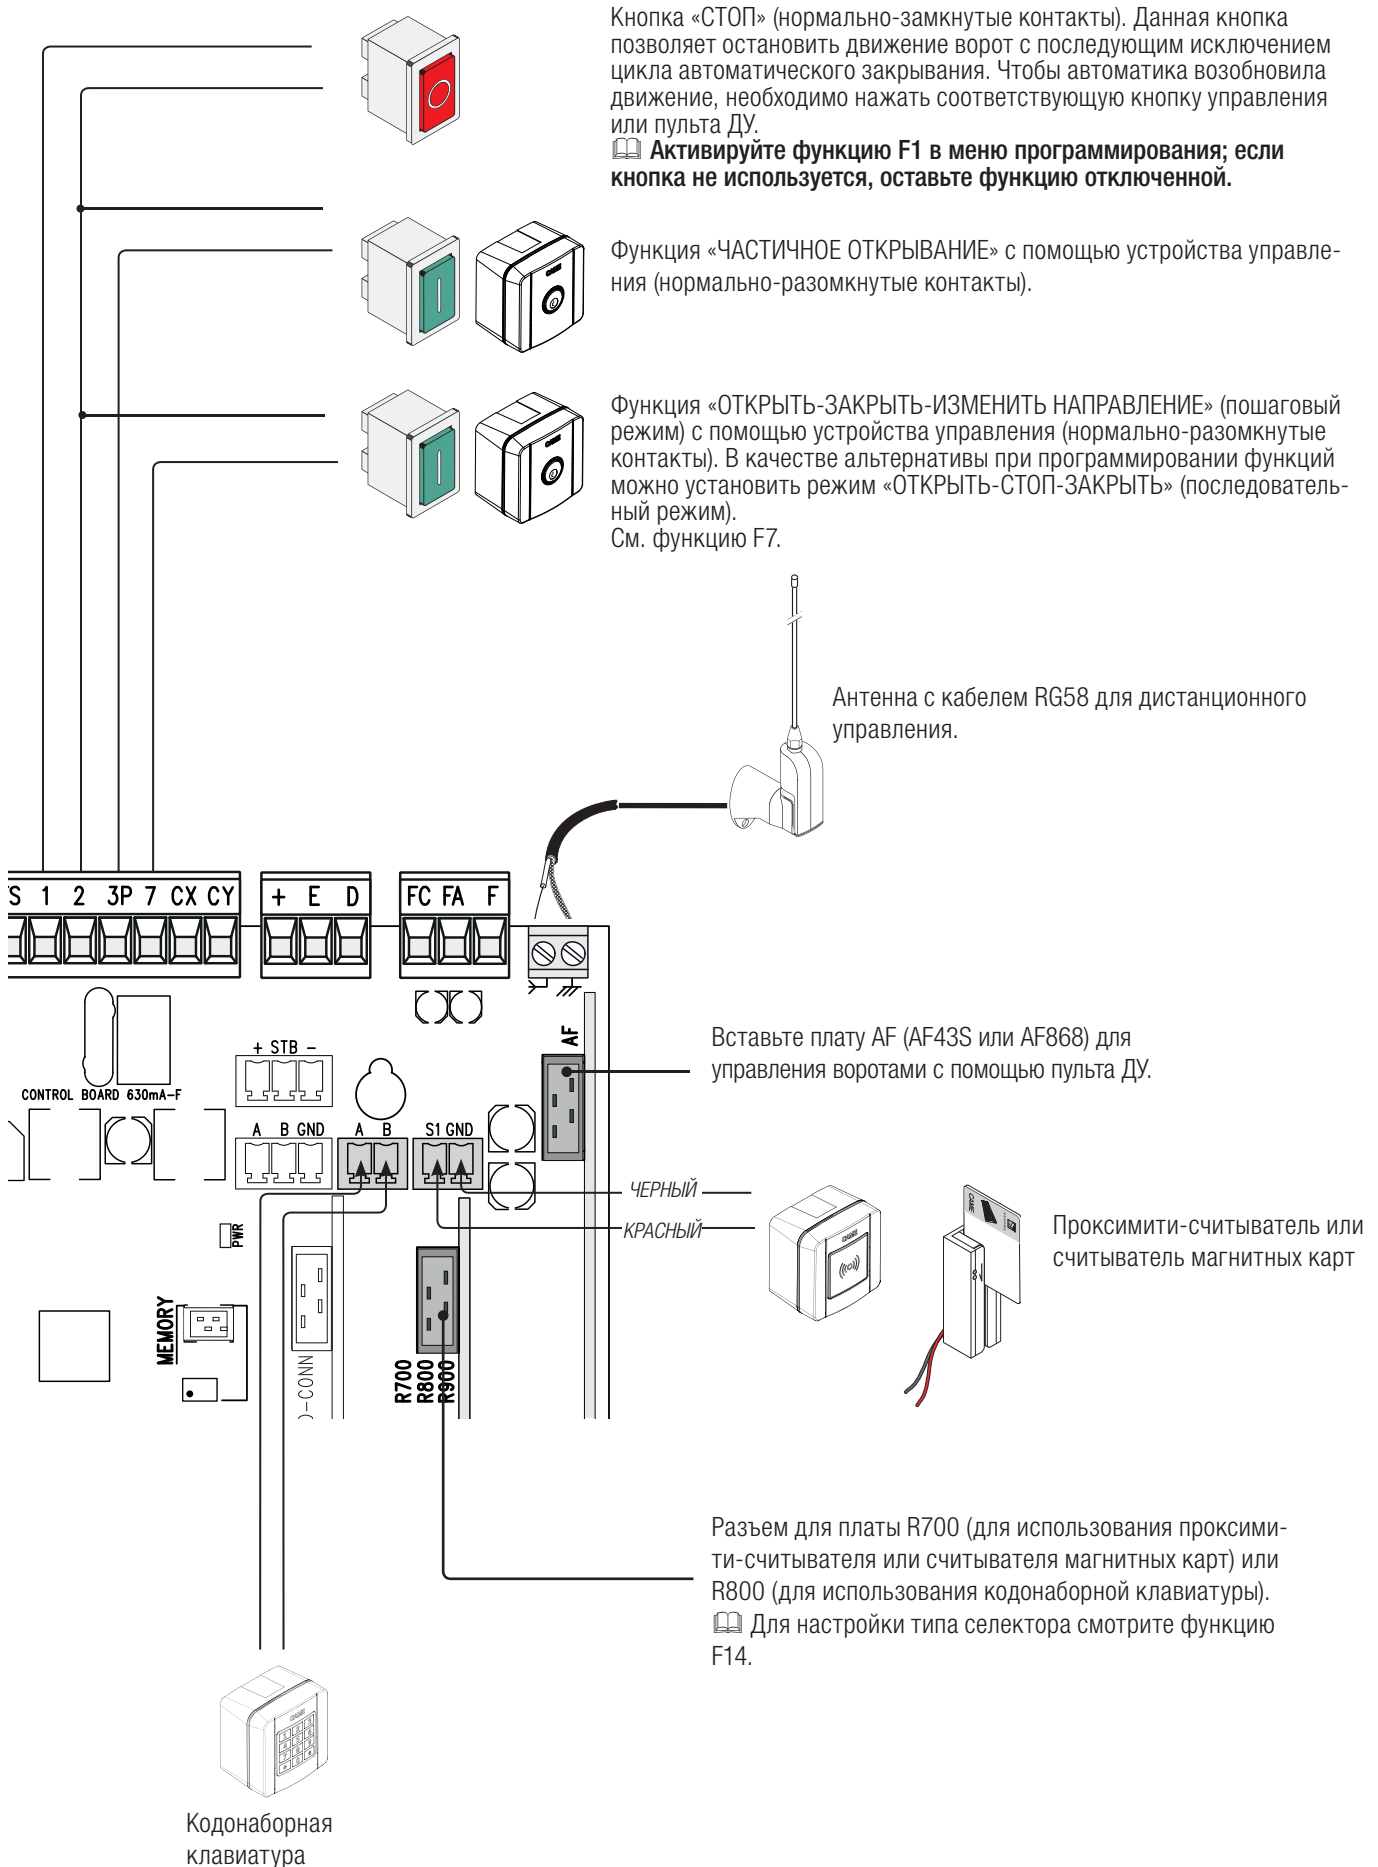 Кнопка «СТОП» (нормально-замкнутые контакты). Данная кнопка
позволяет остановить движение ворот с последующим исключением
цикла автоматического закрывания. Чтобы автоматика возобновила
движение, необходимо нажать соответствующую кнопку управления
или пульта ДУ.
Активируйте функцию F1 в меню программирования; если
кнопка не используется, оставьте функцию отключенной.
Функция «ЧАСТИЧНОЕ ОТКРЫВАНИЕ» с помощью устройства управле-
ния (нормально-разомкнутые контакты).
CAME
Функция «ОТКРЫТЬ-ЗАКРЫТЬ-ИЗМЕНИТЬ НАПРАВЛЕНИЕ» (пошаговый
режим) с помощью устройства управления (нормально-разомкнутые
контакты). В качестве альтернативы при программировании функций
можно установить режим «ОТКРЫТЬ-СТОП-ЗАКРЫТЬ» (последователь-
ный режим).
См. функцию F7.
CAME
Антенна с кабелем RG58 для дистанционного
управления.
TS 1 2 3P 7 CX CY
+ E D
FC FA F
AF
Вставьте плату AF (AF43S или AF868) для
управления воротами с помощью пульта ДУ.
+ STB -
CONTROL BOARD 630mA-F
A B GND
A B
S1 GND
ЧЕРНЫЙ
КРАСНЫЙ
CAME
CAME
Проксимити-считыватель или
считыватель магнитных карт
PWR
MEMORY
O-CONN
R700
R800
R900
Разъем для платы R700 (для использования проксими-
ти-считывателя или считывателя магнитных карт) или
R800 (для использования кодонаборной клавиатуры).
Для настройки типа селектора смотрите функцию
F14.
CAME
Кодонаборная
клавиатура